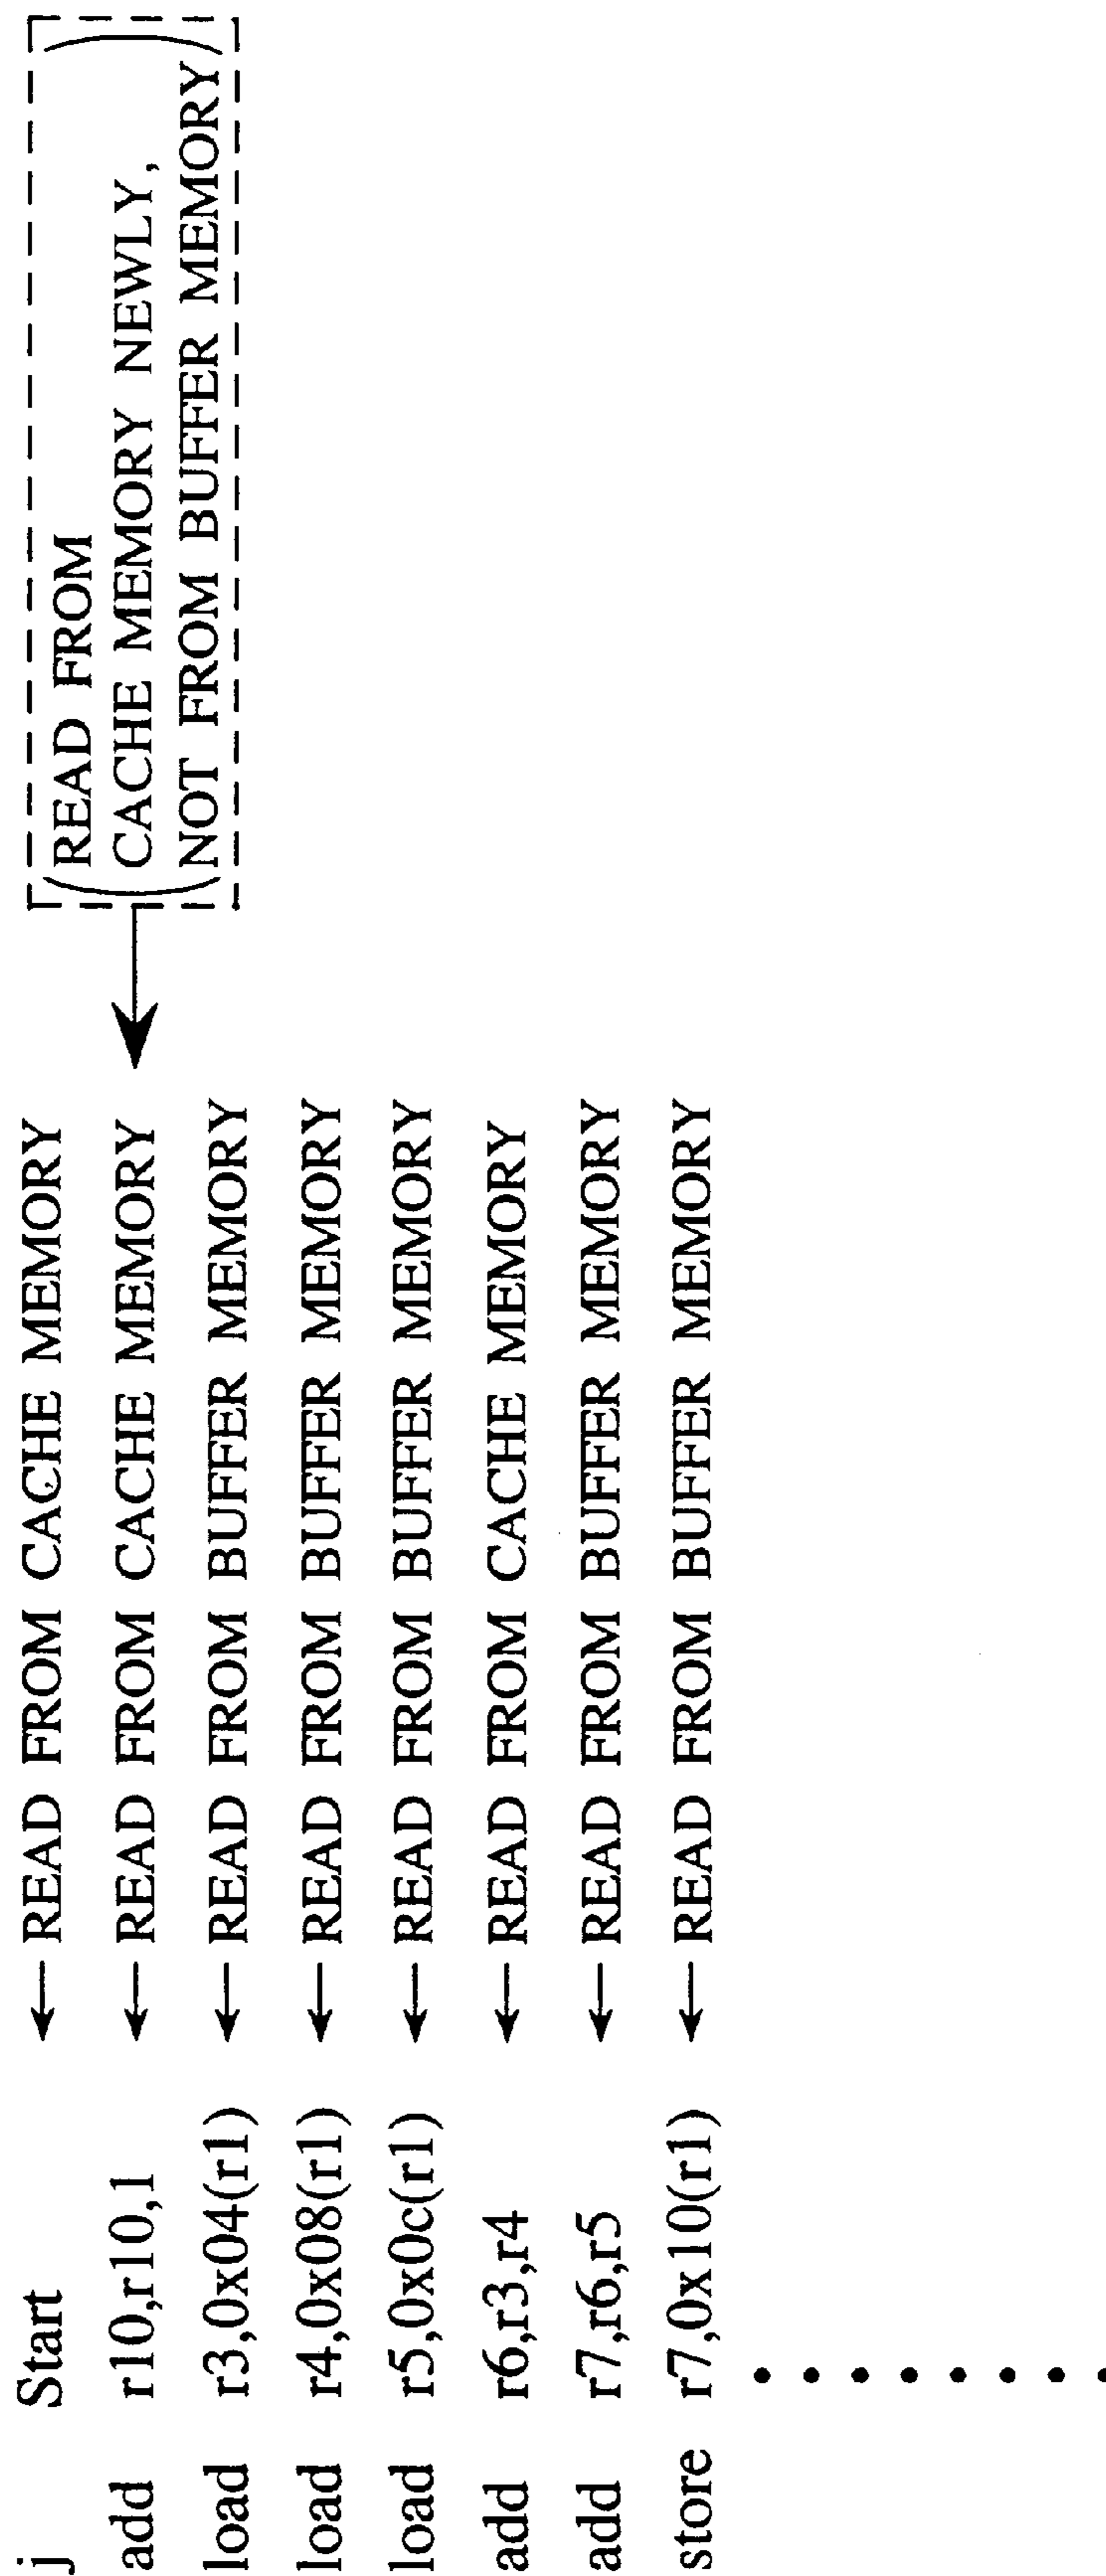 j Start ← READ FROM CACHE MEMORY
add r10,r10,1 ← READ FROM CACHE MEMORY
load r3,0x04(r1) ← READ FROM BUFFER MEMORY
load r4,0x08(r1) ← READ FROM BUFFER MEMORY
load r5,0x0c(r1) ← READ FROM BUFFER MEMORY
add r6,r3,r4 ← READ FROM CACHE MEMORY
add r7,r6,r5 ← READ FROM BUFFER MEMORY
store r7,0x10(r1) ← READ FROM BUFFER MEMORY
(READ FROM
CACHE MEMORY NEWLY,
NOT FROM BUFFER MEMORY)